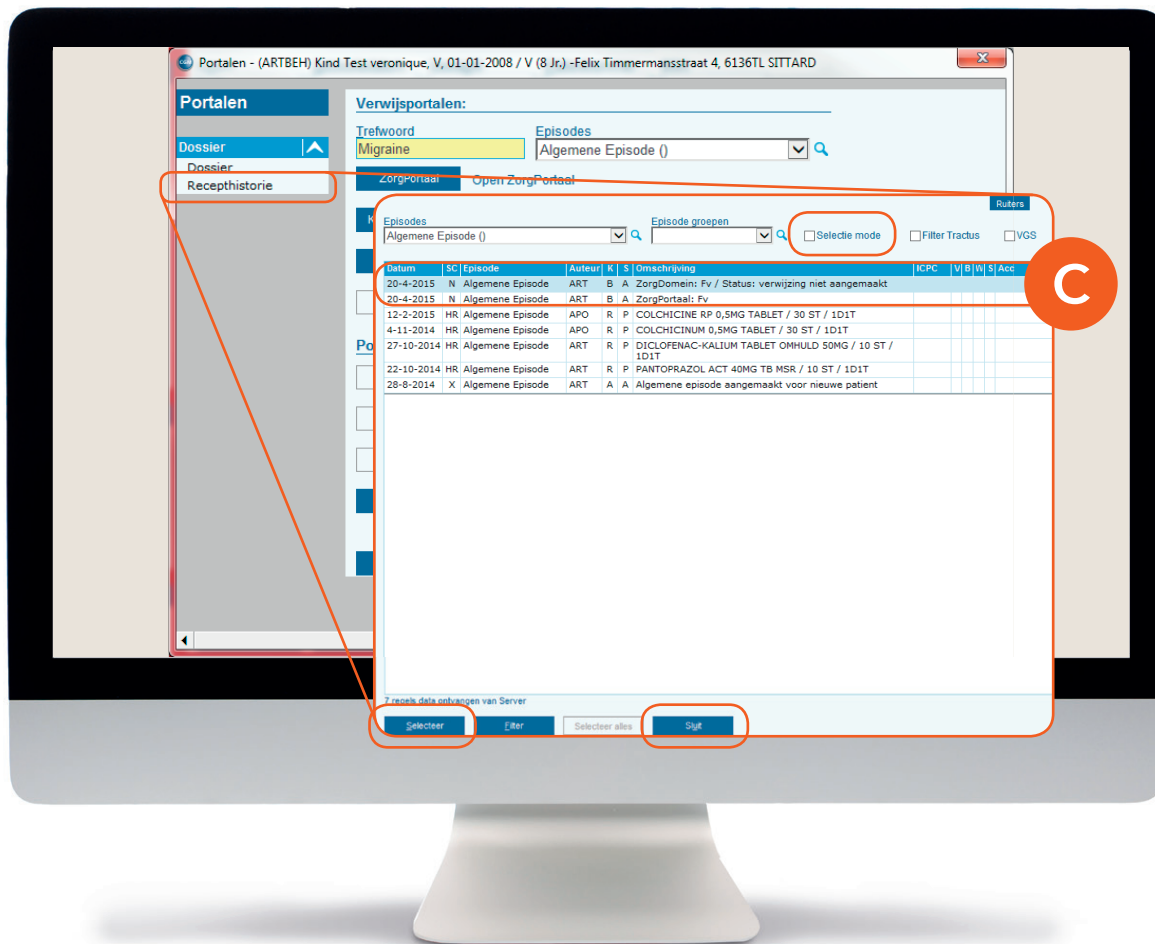 CGM
Portalen - (ARTBEH) Kind Test veronique, V, 01-01-2008 / V (8 Jr.) -Felix Timmermansstraat 4, 6136TL SITTARD
X
Portalen
Dossier
Dossier
Recepthistorie
Verwijsportalen:
Trefwoord Episodes
Migraine Algemene Episode ()
ZorgPortaal Open ZorgPortaal
K
Po
Ruiters
Episodes Episode groepen
Algemene Episode () Selectie mode Filter Tractus VGS
Datum SC Episode Auteur K S Omschrijving ICPC V B W S Acc
20-4-2015 N Algemene Episode ART B A ZorgDomein: Fv / Status: verwijzing niet aangemaakt
20-4-2015 N Algemene Episode ART B A ZorgPortaal: Fv
12-2-2015 HR Algemene Episode APO R P COLCHICINE RP 0,5MG TABLET / 30 ST / 1D1T
4-11-2014 HR Algemene Episode APO R P COLCHICINUM 0,5MG TABLET / 30 ST / 1D1T
27-10-2014 HR Algemene Episode ART R P DICLOFENAC-KALIUM TABLET OMHULD 50MG / 10 ST /
1D1T
22-10-2014 HR Algemene Episode ART R P PANTOPRAZOL ACT 40MG TB MSR / 10 ST / 1D1T
28-8-2014 X Algemene Episode ART A A Algemene episode aangemaakt voor nieuwe patient
C
7 regels data ontvangen van Server
Selecteer Filter Selecteer alles Sluit